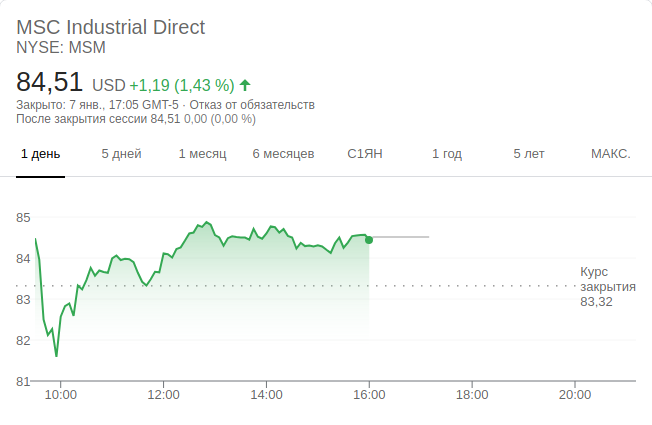 MSC Industrial Direct
NYSE: MSM
84,51 USD +1,19 (1,43 %)
Закрыто: 7 янв., 17:05 GMT-5 · Отказ от обязательств
После закрытия сессии 84,51 0,00 (0,00 %)
1 день 5 дней 1 месяц 6 месяцев С1ЯН 1 год 5 лет МАКС.
85
84
83
82
81
Курс
закрытия
83,32
10:00 12:00 14:00 16:00 18:00 20:00